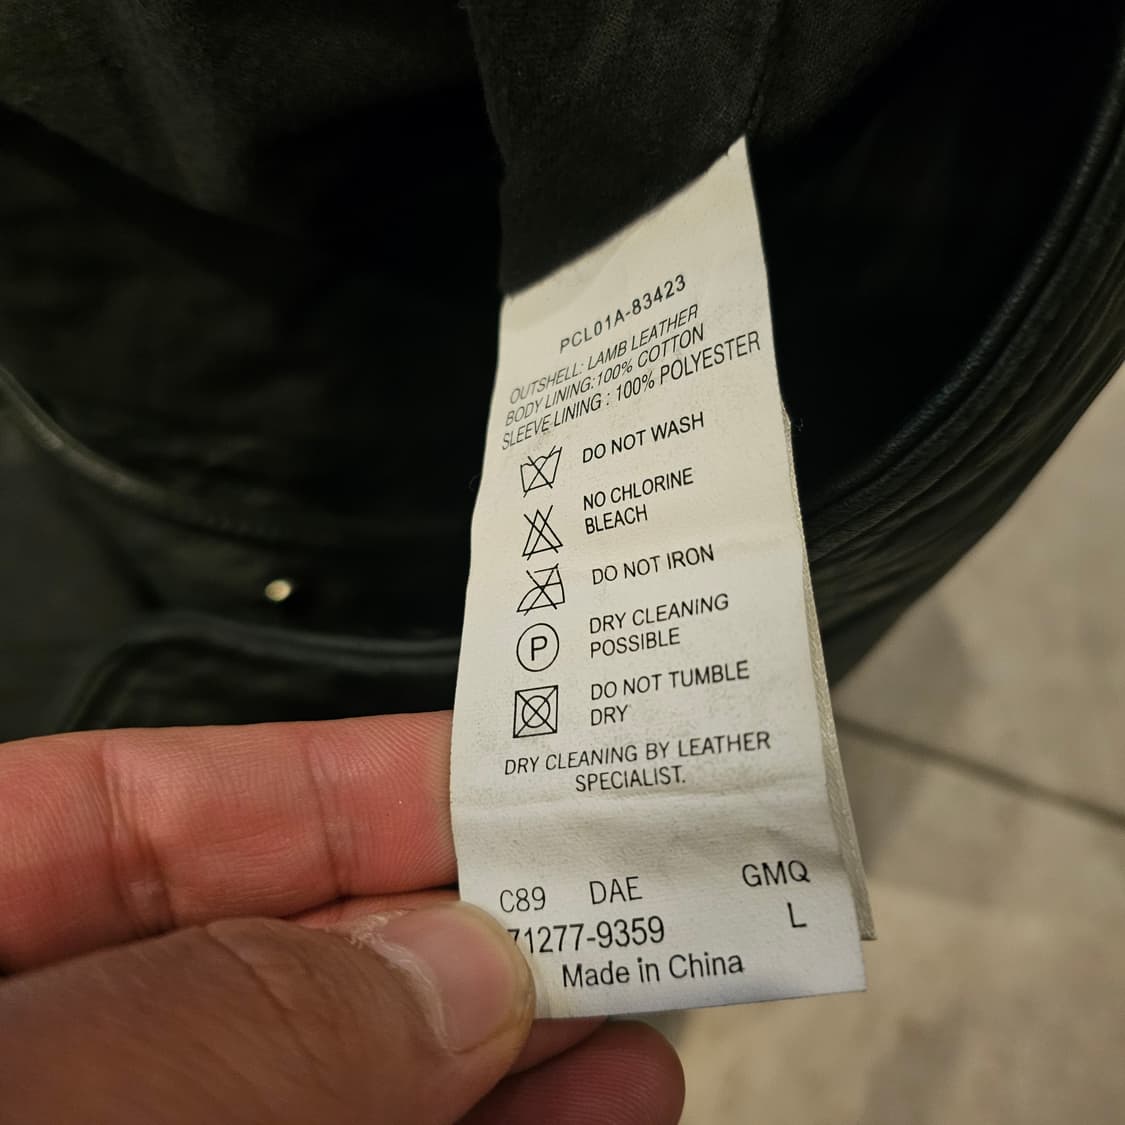 PCL01A-83423
OUTSHELL: LAMB LEATHER
BODY LINING:100% COTTON
SLEEVE LINING : 100% POLYESTER
DO NOT WASH
NO CHLORINE
BLEACH
DO NOT IRON
P
DRY CLEANING
POSSIBLE
DO NOT TUMBLE
DRY
DRY CLEANING BY LEATHER
SPECIALIST.
C89 DAE GMQ
71277-9359 L
Made in China